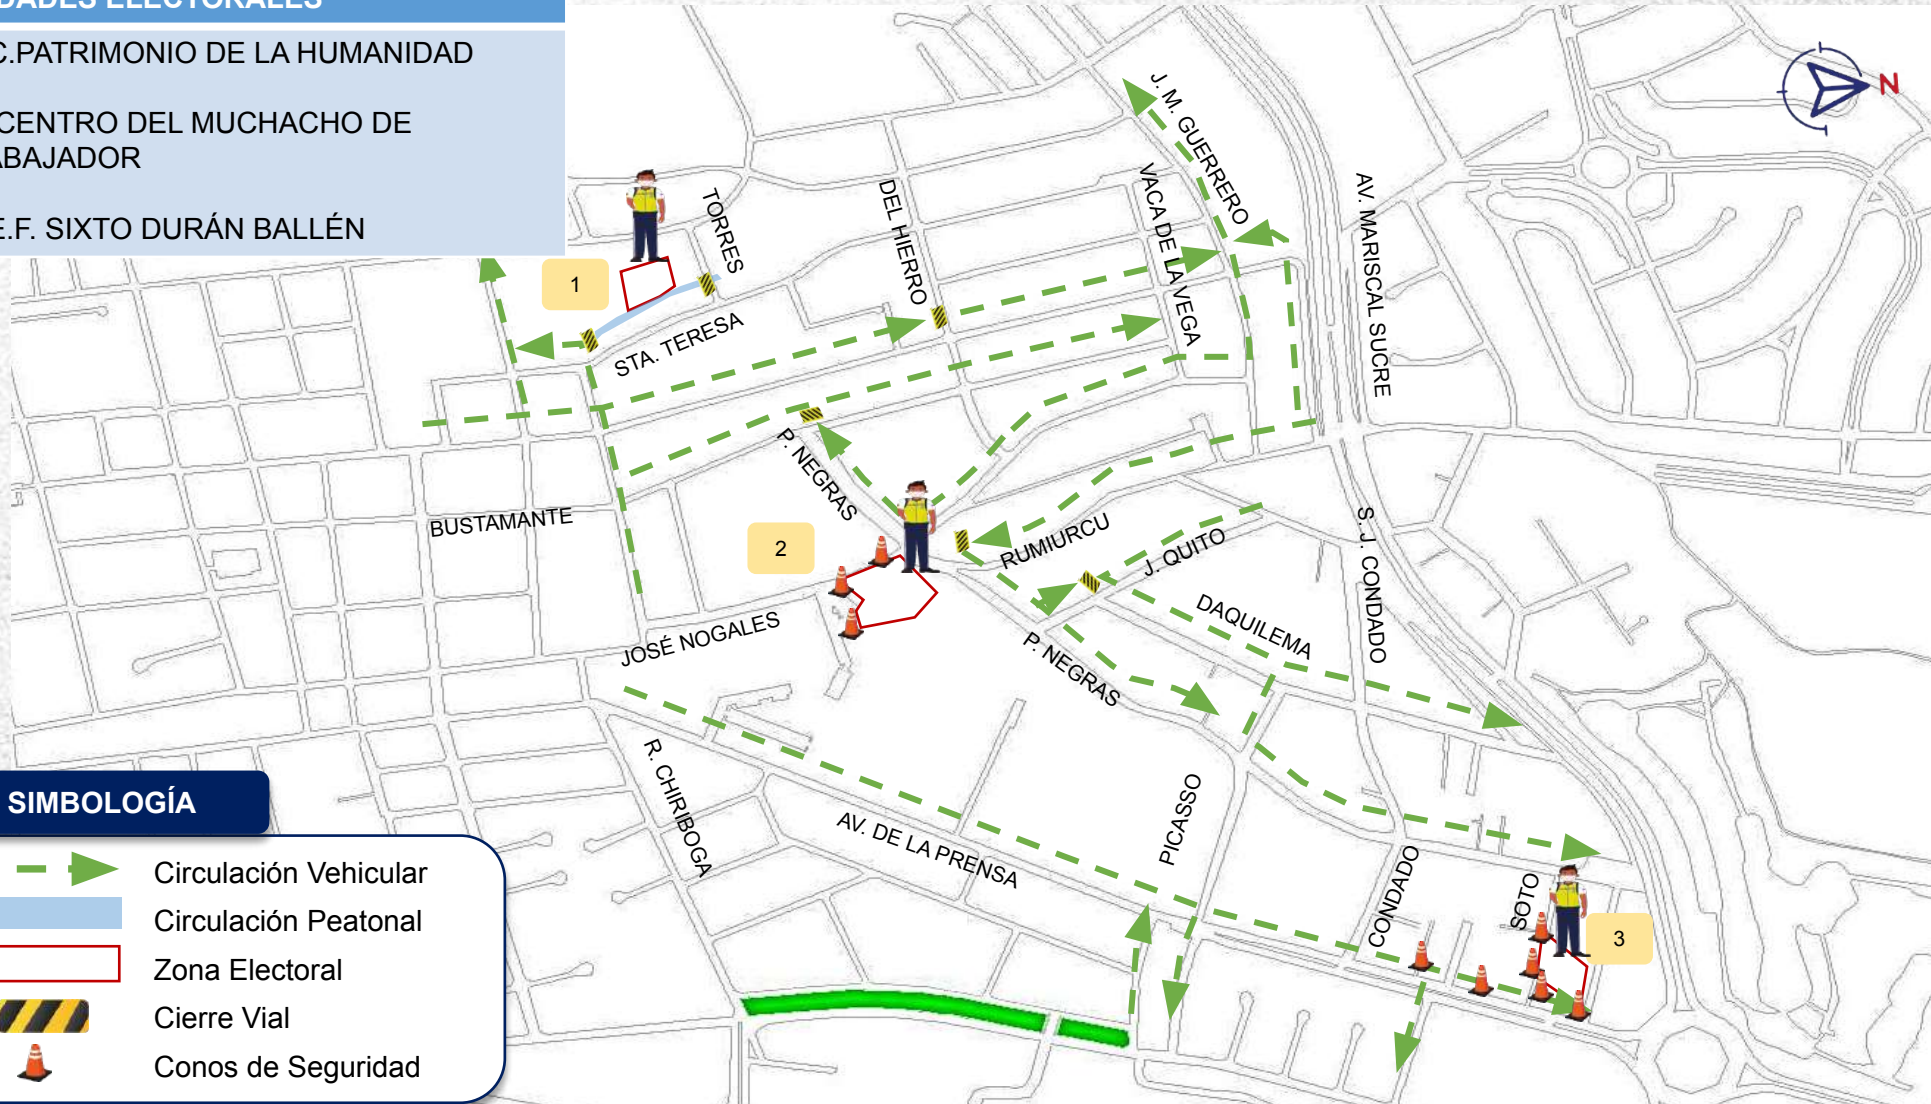 DADES ELECTORALES
C.PATRIMONIO DE LA HUMANIDAD
CENTRO DEL MUCHACHO DE
ABAJADOR
E.F. SIXTO DURÁN BALLÉN
N
J. M. GUERRERO
VACA DE LA VEGA
DEL HIERRO
TORRES
AV. MARISCAL SUCRE
1
STA. TERESA
P. NEGRAS
BUSTAMANTE
2
RUMIURCU
J. QUITO
S.J. CONDADO
DAQUILEMA
JOSÉ NOGALES
P. NEGRAS
R. CHIRIBOGA
AV. DE LA PRENSA
PICASSO
CONDADO
SOTO
3
SIMBOLOGÍA
Circulación Vehicular
Circulación Peatonal
Zona Electoral
Cierre Vial
Conos de Seguridad